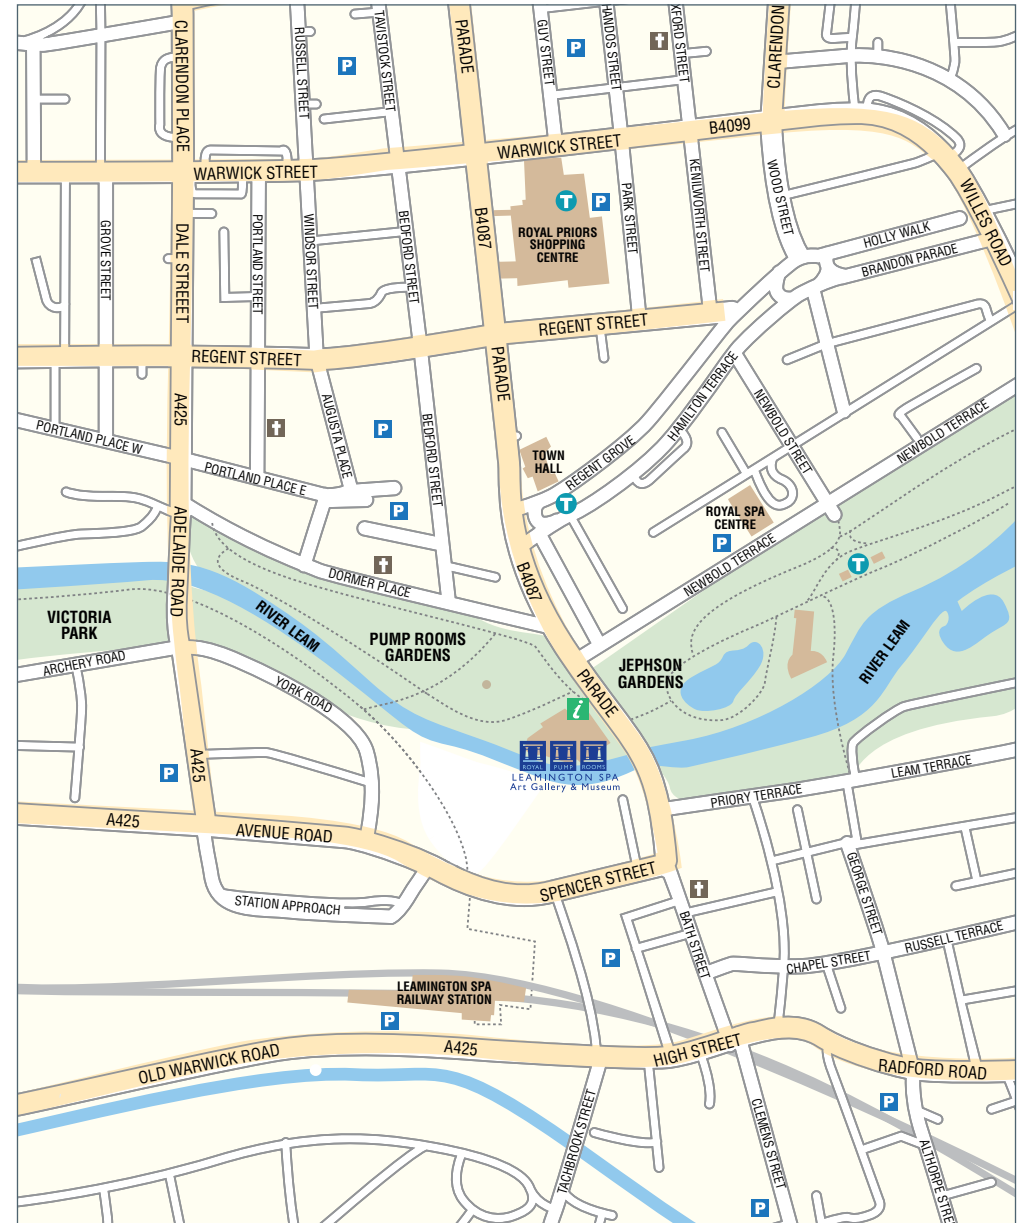 CLARENDON PLACE
RUSSELL STREET
TAVISTOCK STREET
PARADE
GUY STREET
HANDOS STREET
XFORD STREET
CLARENDON
P
P
B4099
WARWICK STREET
WARWICK STREET
GROVE STREET
DALE STREEET
PORTLAND STREET
WINDSOR STREET
BEDFORD STREET
B4087
T
P
PARK STREET
KENILWORTH STREET
WOOD STREET
WILLES ROAD
ROYAL PRIORS
SHOPPING
CENTRE
HOLLY WALK
BRANDON PARADE
REGENT STREET
REGENT STREET
PARADE
A425
AUGUSTA PLACE
P
BEDFORD STREET
HAMILTON TERRACE
NEWBOLD STREET
NEWBOLD TERRACE
PORTLAND PLACE W
PORTLAND PLACE E
TOWN
HALL
REGENT GROVE
T
P
ROYAL SPA
CENTRE
P
ADELAIDE ROAD
DORMER PLACE
B4087
NEWBOLD TERRACE
T
VICTORIA
PARK
RIVER LEAM
PUMP ROOMS
GARDENS
JEPHSON
GARDENS
RIVER LEAM
ARCHERY ROAD
YORK ROAD
PARADE
i
ROYAL PUMP ROOMS
LEAMINGTON SPA
Art Gallery & Museum
P
A425
LEAM TERRACE
PRIORY TERRACE
A425
AVENUE ROAD
SPENCER STREET
GEORGE STREET
STATION APPROACH
BATH STREET
RUSSELL TERRACE
CHAPEL STREET
P
LEAMINGTON SPA
RAILWAY STATION
P
OLD WARWICK ROAD
A425
HIGH STREET
RADFORD ROAD
P
TACHBROOK STREET
CLEMENS STREET
ALTHORPE STRE
P